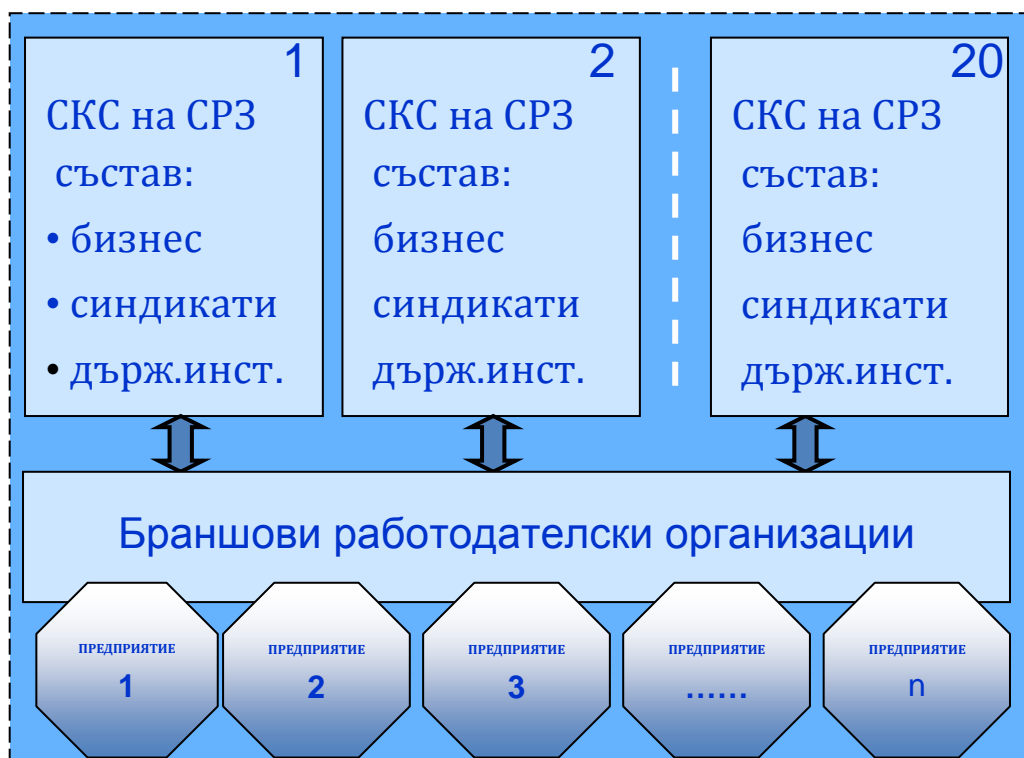 1
СКС на СРЗ
състав:
• бизнес
• синдикати
• държ.инст.
2
СКС на СРЗ
състав:
бизнес
синдикати
държ.инст.
20
СКС на СРЗ
състав:
бизнес
синдикати
държ.инст.
Браншови работодателски организации
ПРЕДПРИЯТИЕ
1
ПРЕДПРИЯТИЕ
2
ПРЕДПРИЯТИЕ
3
ПРЕДПРИЯТИЕ
......
ПРЕДПРИЯТИЕ
n